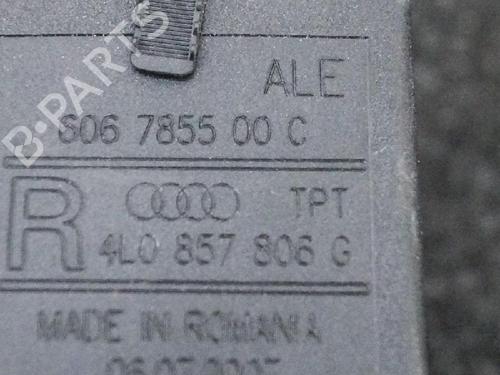 ALE
606 7855 00 C
R TPT
4L0 857 806 G
MADE IN ROMANIA
B-PARTS